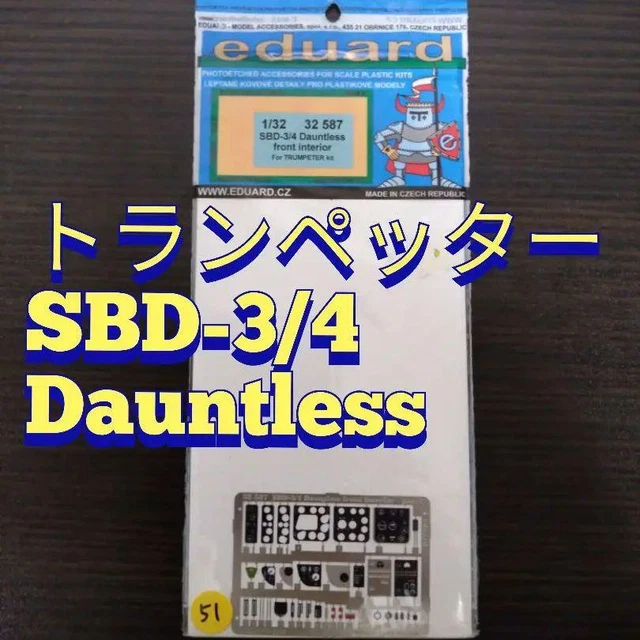 eduard
PHOTOETCHED ACCESSORIES FOR SCALE PLASTIC KITS
LEPTANÉ KOVOVÉ DETAILY PRO PLASTIKOVÉ MODELY
1/32 32 587
SBD-3/4 Dauntless
front interior
For TRUMPETER kit
e
WWW.EDUARD.CZ
MADE IN CZECH REPUBLIC
トランペッター
SBD-3/4
Dauntless
51